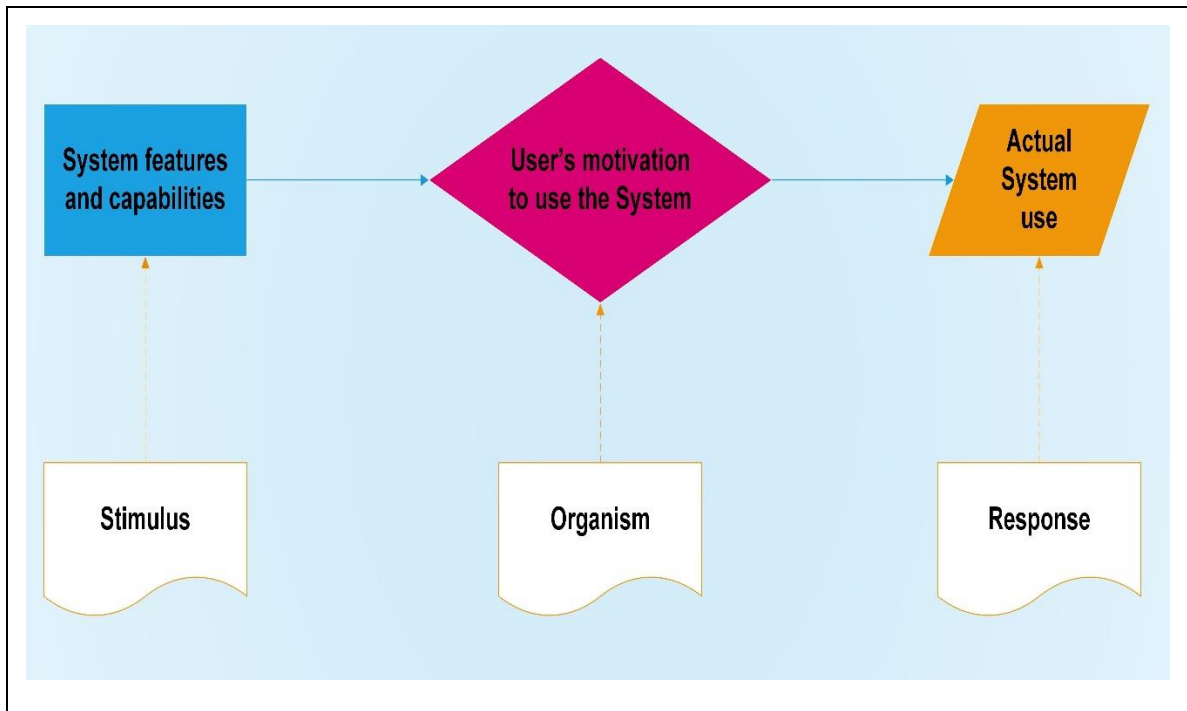 System features
and capabilities
User’s motivation
to use the System
Actual
System
use
Stimulus
Organism
Response